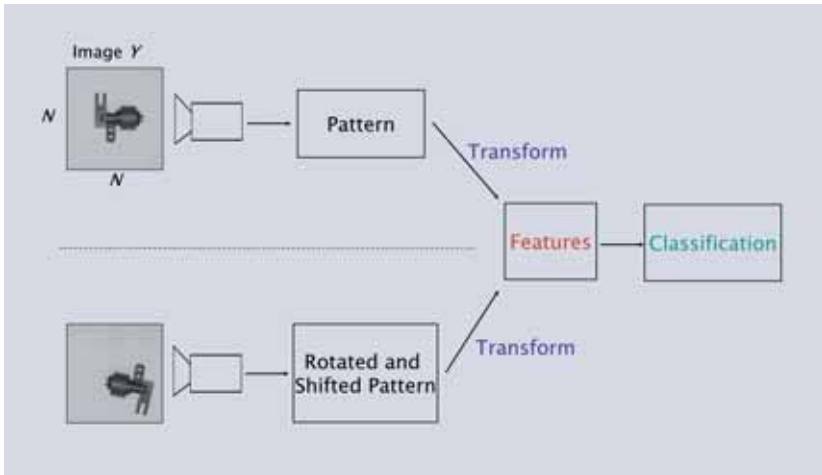 Image Y
N
N
Pattern
Transform
Features
Classification
Rotated and
Shifted Pattern
Transform